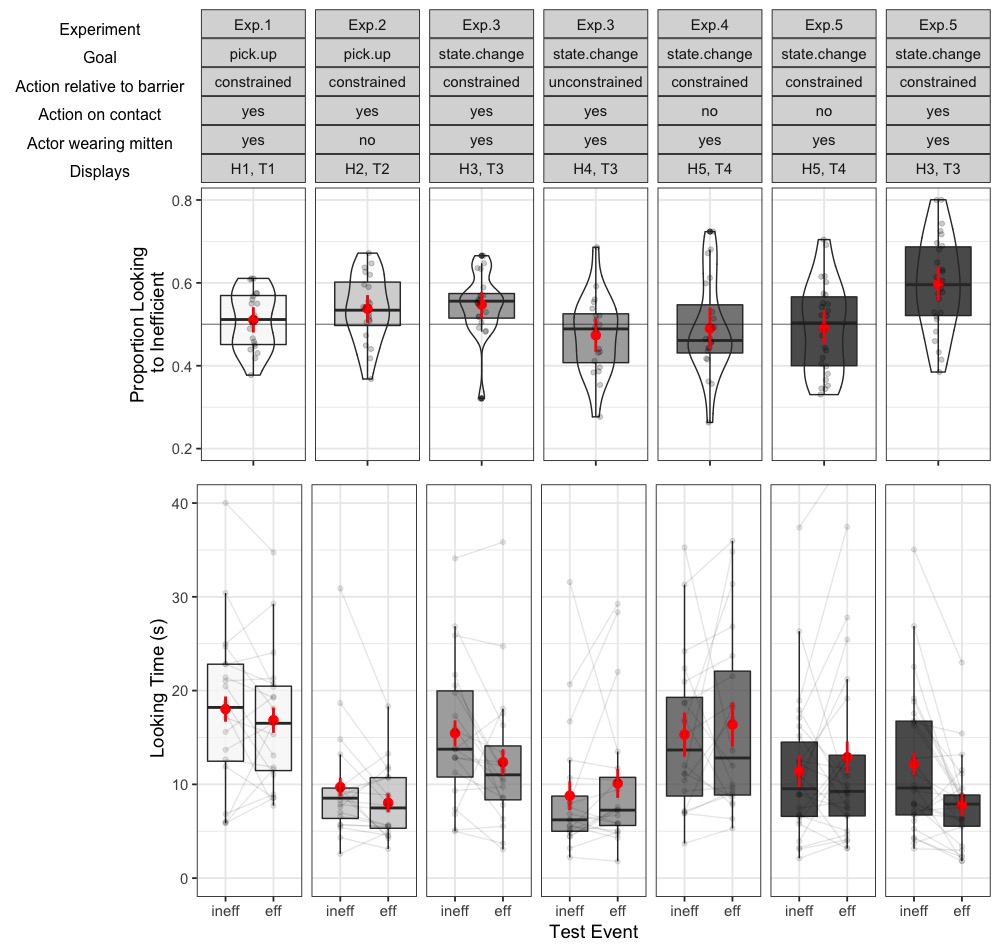 Experiment Exp.1 Exp.2 Exp.3 Exp.3 Exp.4 Exp.5 Exp.5
Goal pick.up pick.up state.change state.change state.change state.change state.change
Action relative to barrier constrained constrained constrained unconstrained constrained constrained constrained
Action on contact yes yes yes yes no no yes
Actor wearing mitten yes no yes yes yes yes yes
Displays H1, T1 H2, T2 H3, T3 H4, T3 H5, T4 H5, T4 H3, T3
Proportion Looking
to Inefficient
0.8
0.6
0.4
0.2
Looking Time (s)
40
30
20
10
0
ineff eff ineff eff ineff eff ineff eff ineff eff ineff eff ineff eff
Test Event